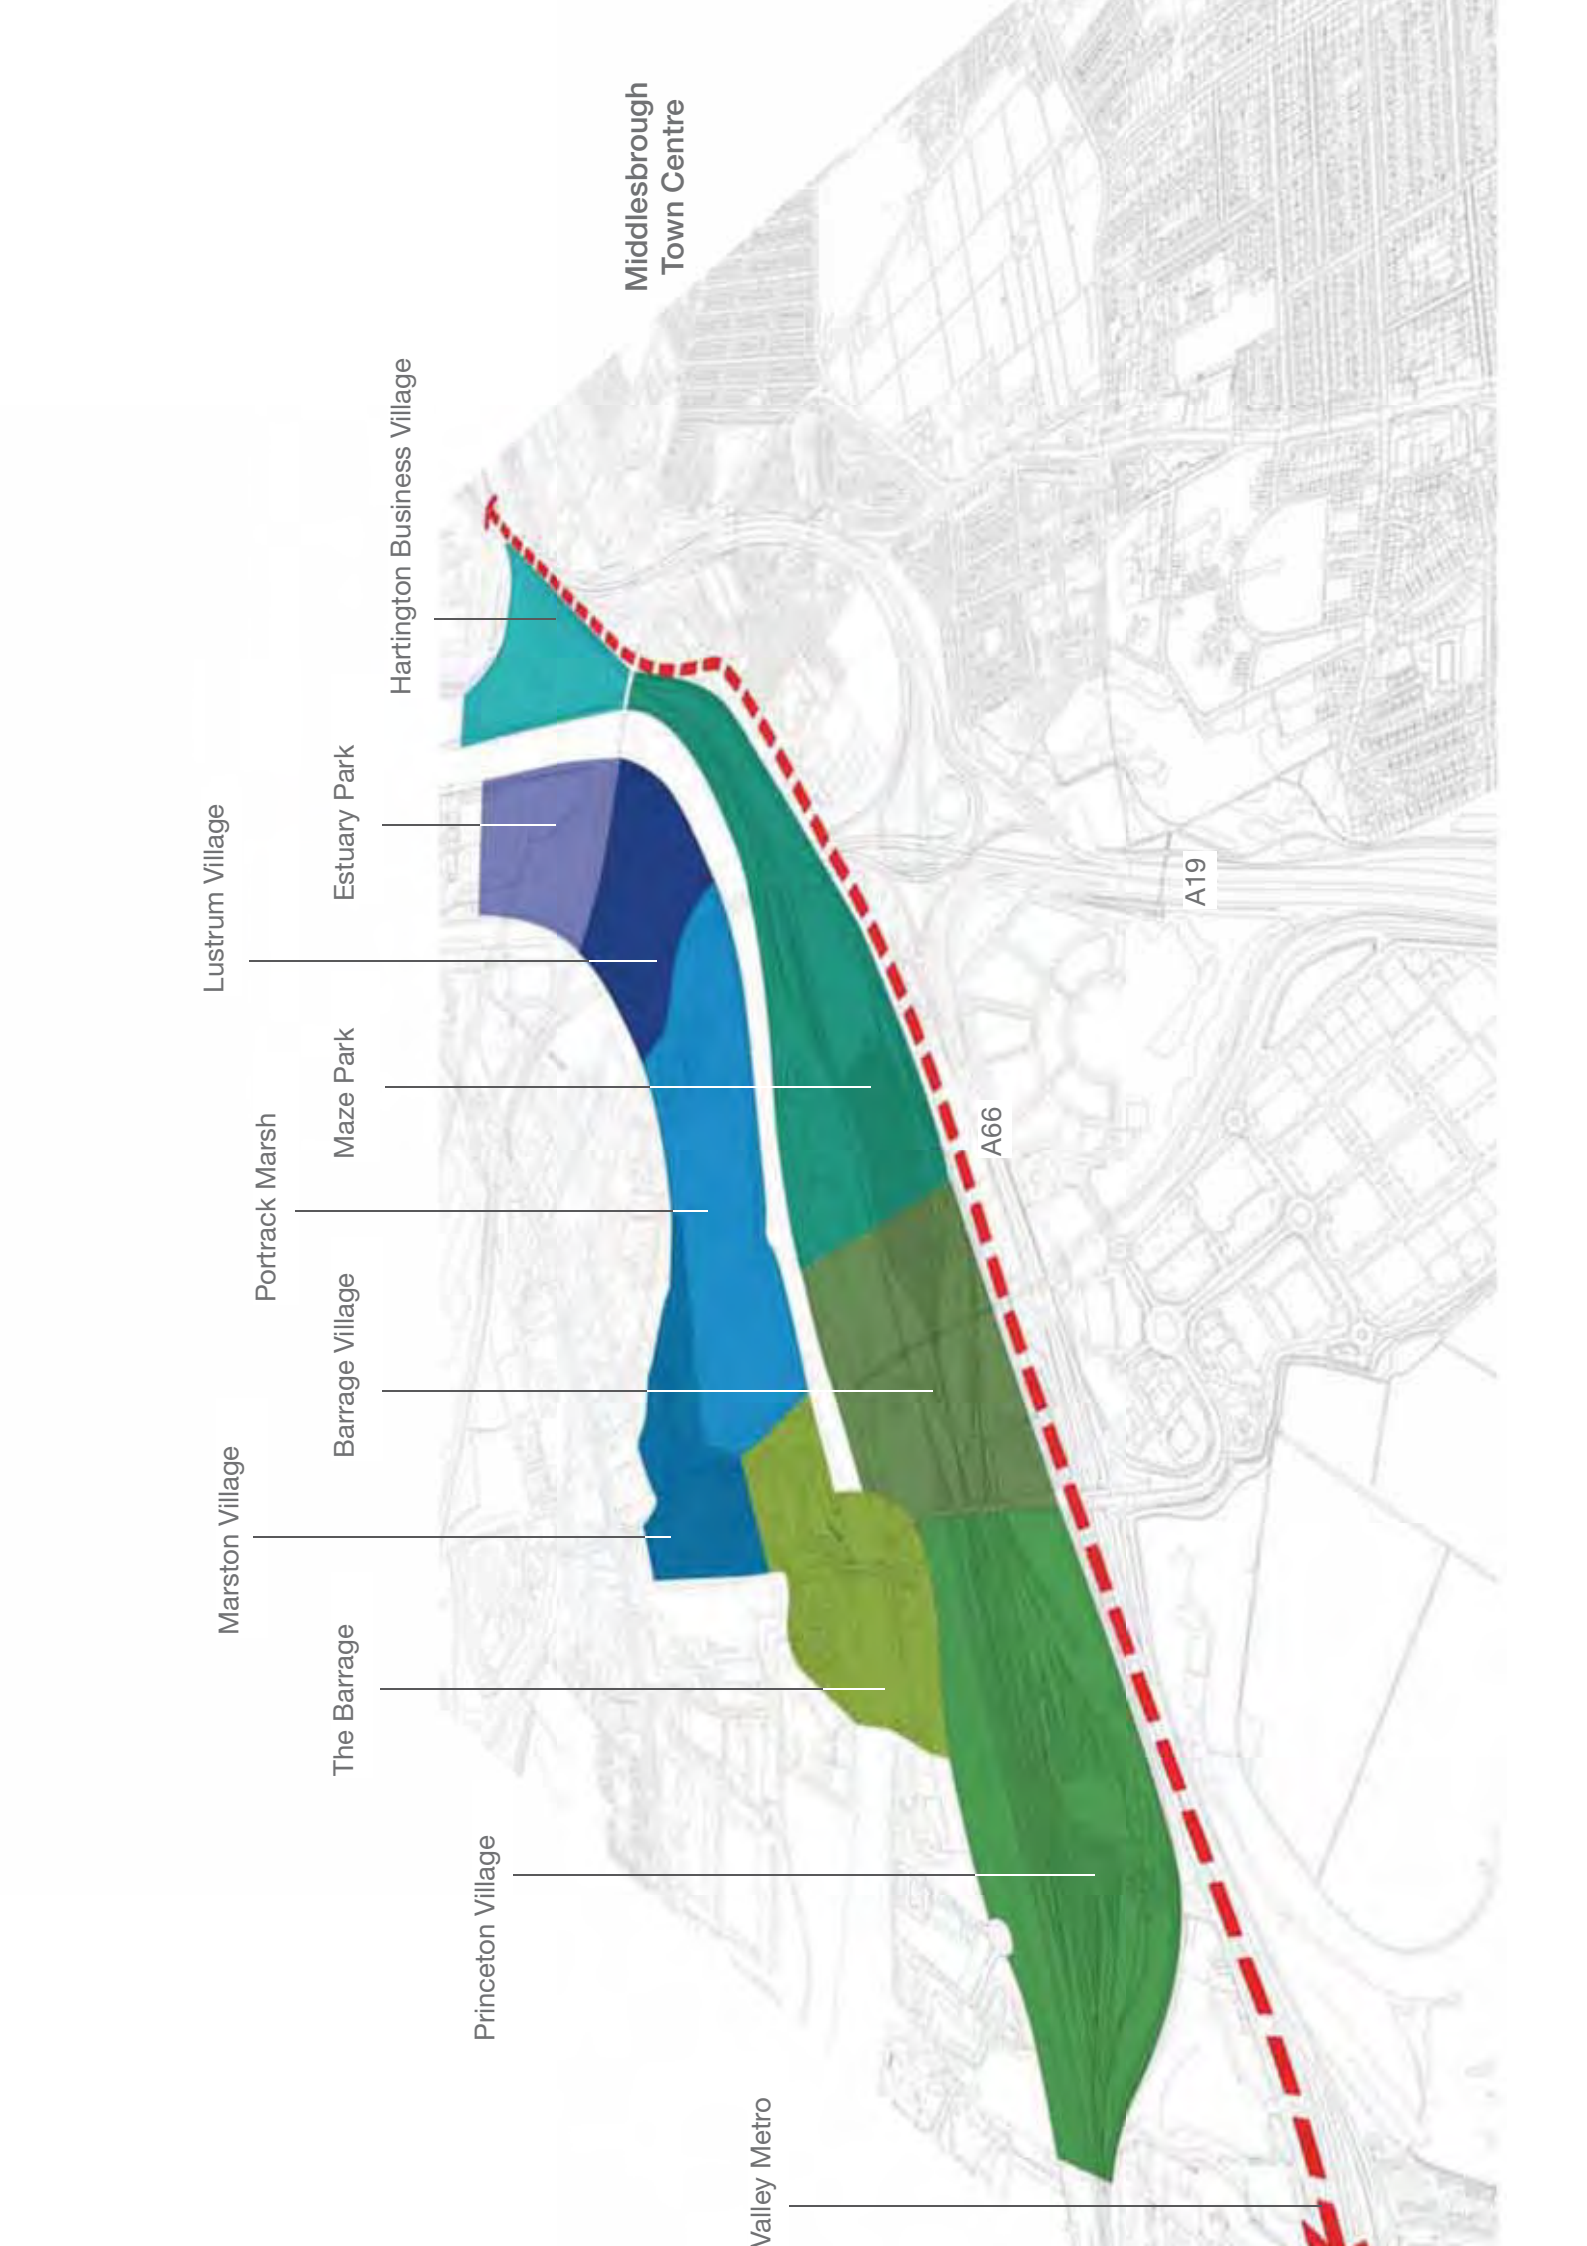 Middlesbrough
Town Centre
Hartington Business Village
Estuary Park
Lustrum Village
Maze Park
Portrack Marsh
Barrage Village
Marston Village
The Barrage
Princeton Village
Valley Metro
A19
A66